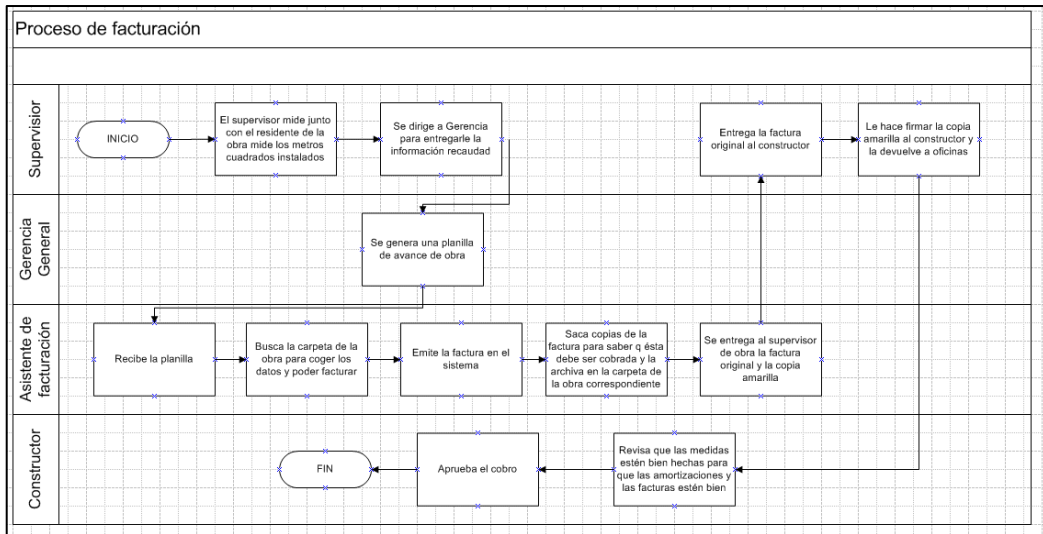 Proceso de facturación
Supervisor
INICIO
El supervisor mide junto
con el residente de la
obra mide los metros
cuadrados instalados
Se dirige a Gerencia
para entregarle la
información recaudad
Entrega la factura
original al constructor
Le hace firmar la copia
amarilla al constructor y
la devuelve a oficinas
Gerencia
General
Se genera una planilla
de avance de obra
Asistente de
facturación
Recibe la planilla
Busca la carpeta de la
obra para coger los
datos y poder facturar
Emite la factura en el
sistema
Saca copias de la
factura para saber q ésta
debe ser cobrada y la
archiva en la carpeta de
la obra correspondiente
Se entrega al supervisor
de obra la factura
original y la copia
amarilla
Constructor
FIN
Aprueba el cobro
Revisa que las medidas
estén bien hechas para
que las amortizaciones y
las facturas estén bien